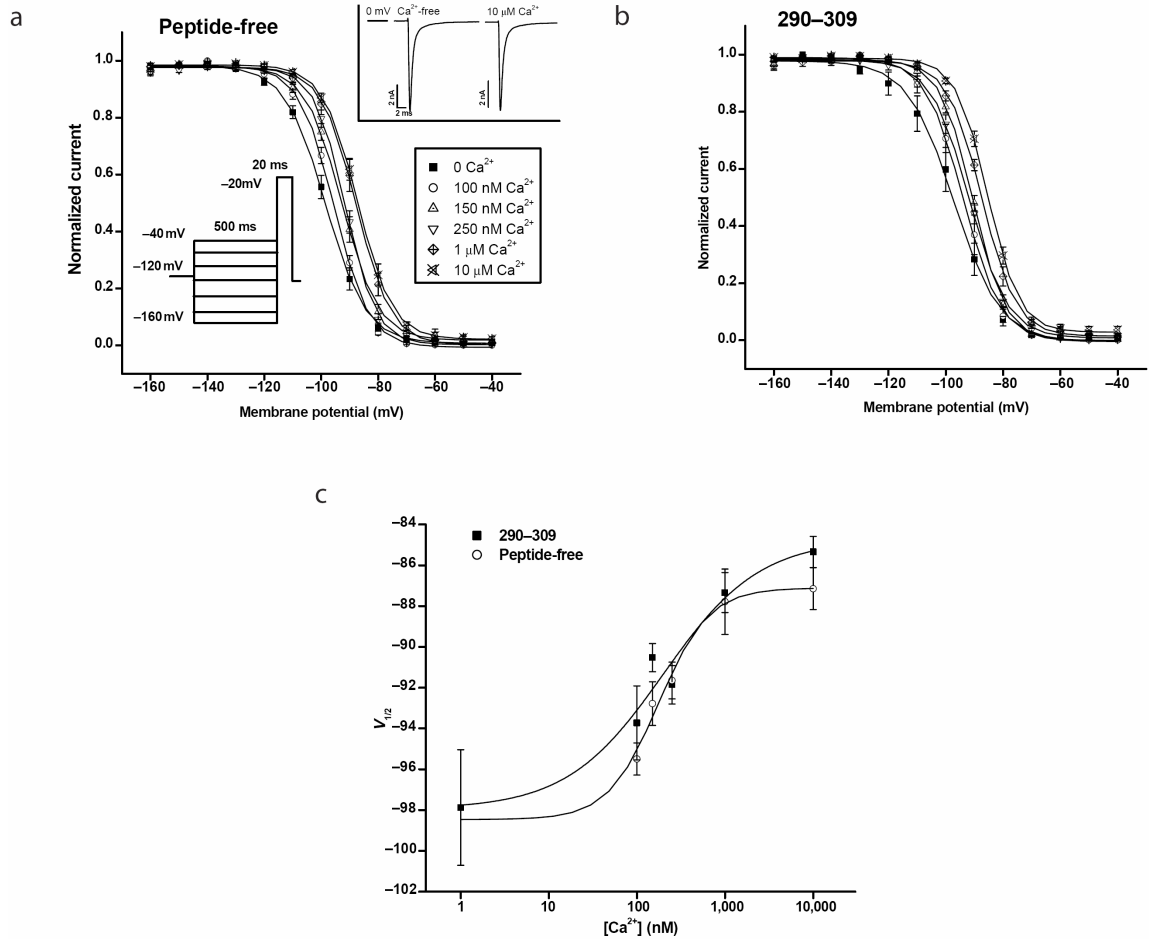 a
Peptide-free
0 mV
Ca²⁺-free
10 μM Ca²⁺
2 nA
2 ms
2 nA
Normalized current
1.0
0.8
0.6
0.4
0.2
0.0
20 ms
–20mV
500 ms
–40 mV
–120 mV
–160 mV
0 Ca²⁺
100 nM Ca²⁺
150 nM Ca²⁺
250 nM Ca²⁺
1 μM Ca²⁺
10 μM Ca²⁺
–160
–140
–120
–100
–80
–60
–40
Membrane potential (mV)
b
290–309
Normalized current
1.0
0.8
0.6
0.4
0.2
0.0
–160
–140
–120
–100
–80
–60
–40
Membrane potential (mV)
c
290–309
Peptide-free
V1/2
–84
–86
–88
–90
–92
–94
–96
–98
–100
–102
1
10
100
1,000
10,000
[Ca²⁺] (nM)